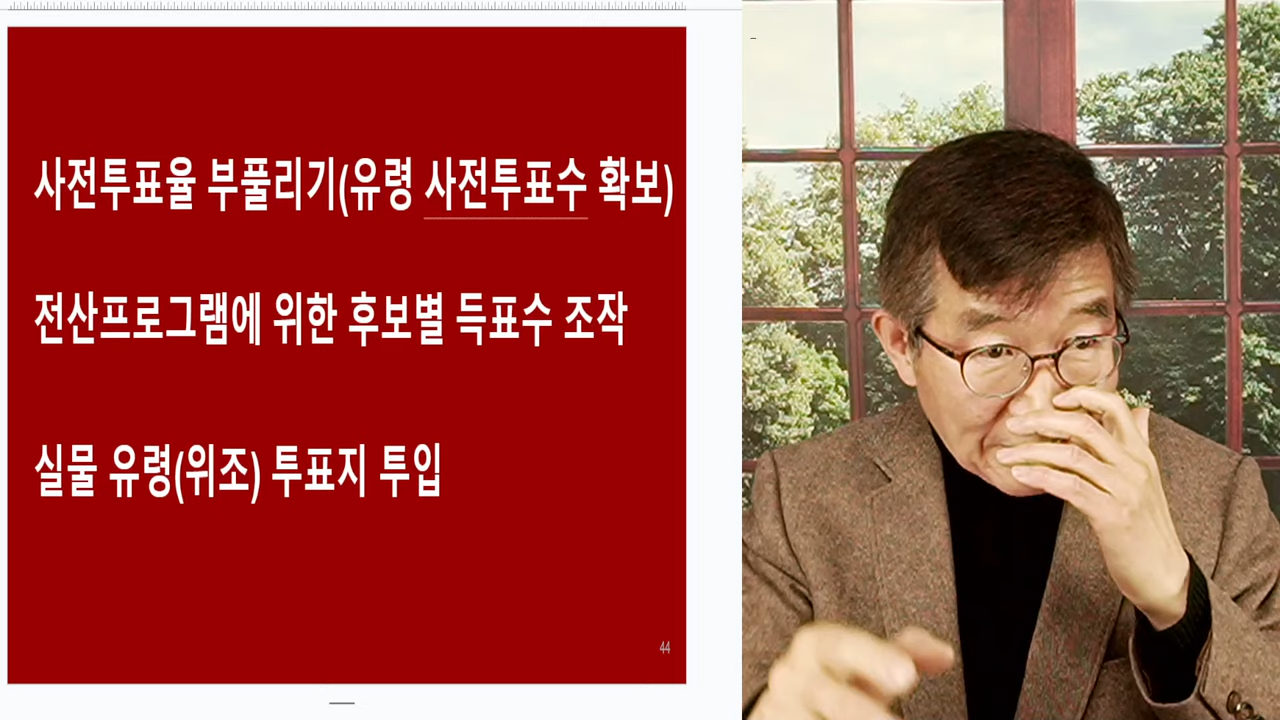 사전투표율 부풀리기(유령 사전투표수 확보)
전산프로그램에 위한 후보별 득표수 조작
실물 유령(위조) 투표지 투입
44